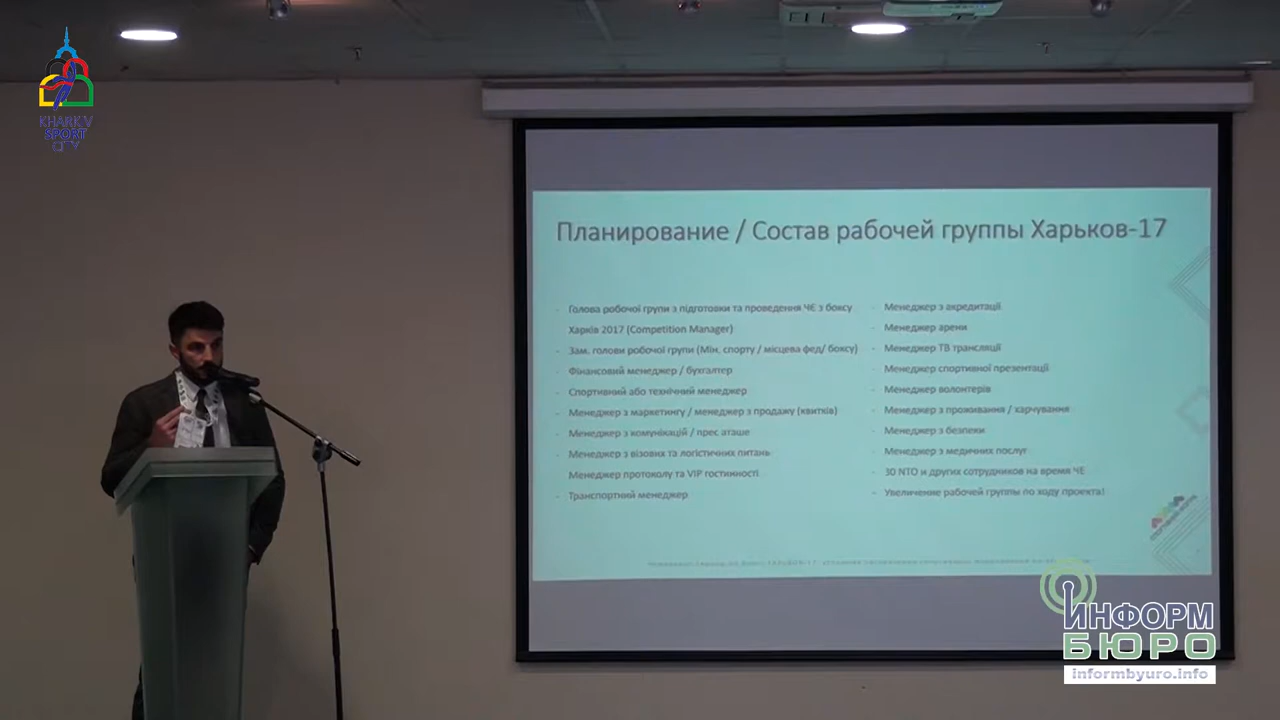 KHARKIV
SPORT
CITY
Планирование / Состав рабочей группы Харьков-17
- Голова робочої групи з підготовки та проведення ЧЄ з боксу
Харків 2017 (Competition Manager)
- Зам. голови робочої групи (Мін. спорту / місцева фед/ боксу)
- Фінансовий менеджер / бухгалтер
- Спортивний або технічний менеджер
- Менеджер з маркетингу / менеджер з продажу (квитків)
- Менеджер з комунікацій / прес аташе
- Менеджер з візових та логістичних питань
Менеджер протоколу та VIP гостинності
- Транспортний менеджер
- Менеджер з акредитації
- Менеджер арени
- Менеджер ТВ трансляції
- Менеджер спортивної презентації
- Менеджер волонтерів
- Менеджер з проживання / харчування
- Менеджер з безпеки
- Менеджер з медичних послуг
- 30 NTO и других сотрудников на время ЧЕ
- Увеличение рабочей группы по ходу проекта!
ИНФОРМ
БЮРО
informbyuro.info